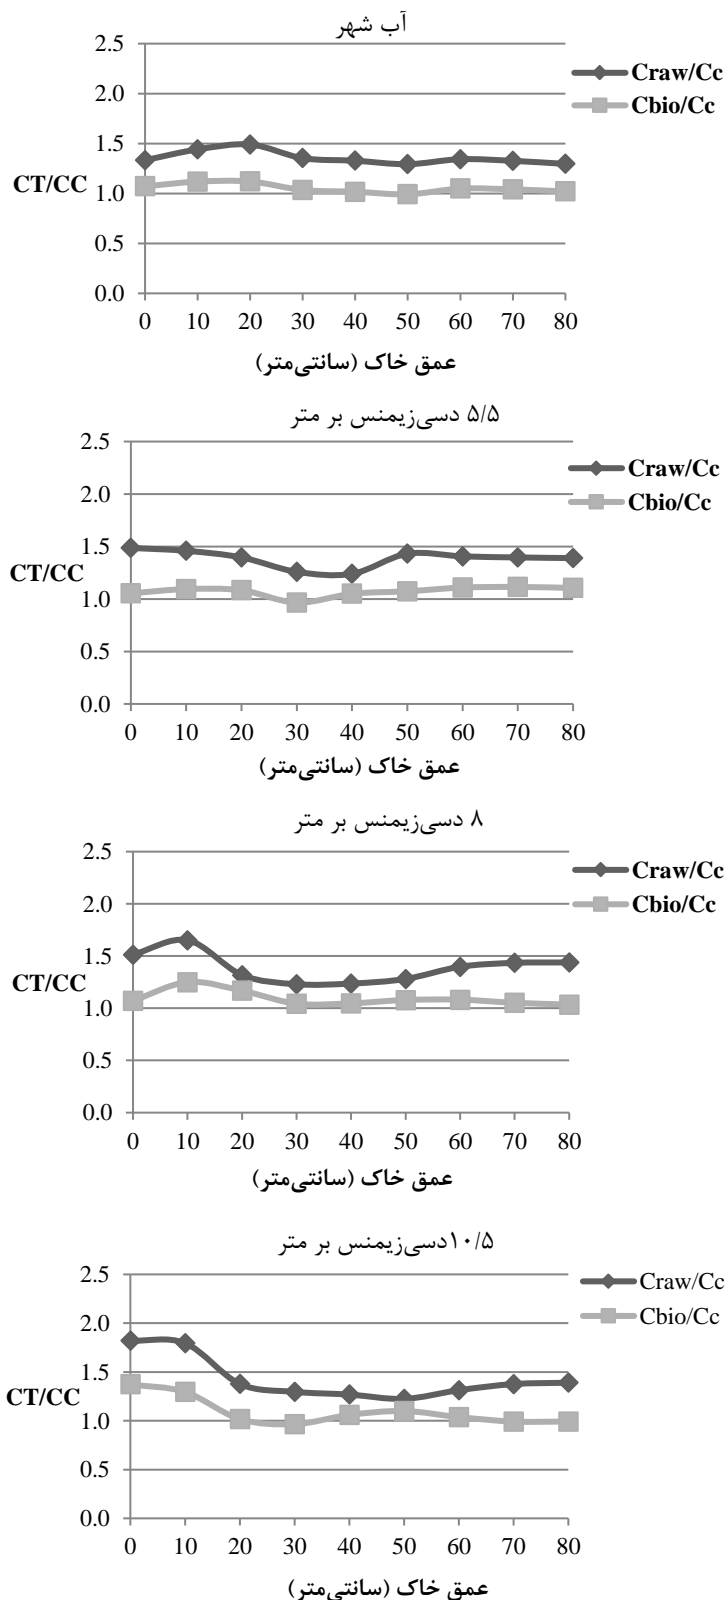 آب شهر
2.5
Craw/Cc
2.0
Cbio/Cc
1.5
CT/CC
1.0
0.5
0.0
0 10 20 30 40 50 60 70 80
عمق خاک (سانتی‌متر)
۵/۵ دسی‌زیمنس بر متر
2.5
Craw/Cc
2.0
Cbio/Cc
1.5
CT/CC
1.0
0.5
0.0
0 10 20 30 40 50 60 70 80
عمق خاک (سانتی‌متر)
۸ دسی‌زیمنس بر متر
2.5
Craw/Cc
2.0
Cbio/Cc
1.5
CT/CC
1.0
0.5
0.0
0 10 20 30 40 50 60 70 80
عمق خاک (سانتی‌متر)
۱۰/۵دسی‌زیمنس بر متر
2.5
Craw/Cc
2.0
Cbio/Cc
1.5
CT/CC
1.0
0.5
0.0
0 10 20 30 40 50 60 70 80
عمق خاک (سانتی‌متر)